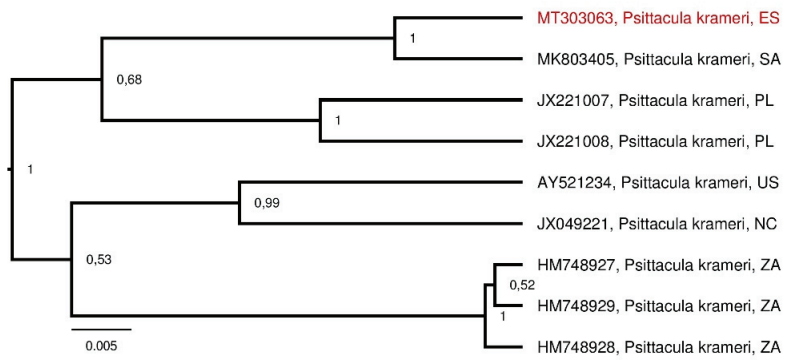 MT303063, Psittacula krameri, ES
1
MK803405, Psittacula krameri, SA
0,68
JX221007, Psittacula krameri, PL
1
JX221008, Psittacula krameri, PL
1
AY521234, Psittacula krameri, US
0,99
JX049221, Psittacula krameri, NC
0,53
HM748927, Psittacula krameri, ZA
0,52
HM748929, Psittacula krameri, ZA
1
HM748928, Psittacula krameri, ZA
0.005